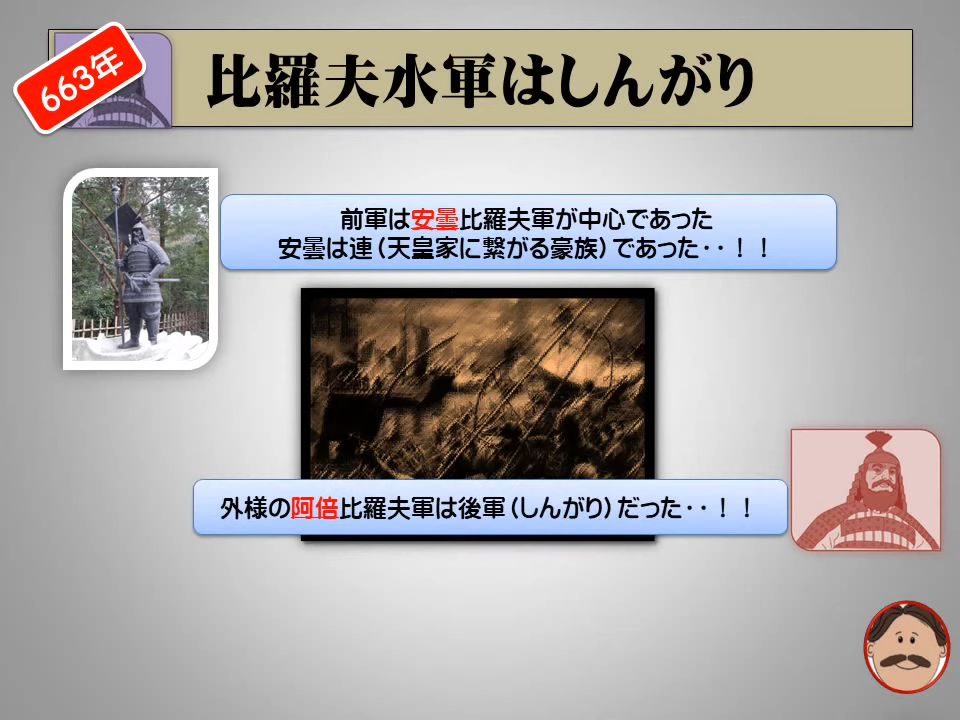 663年
比羅夫水軍はしんがり
前軍は安曇比羅夫軍が中心であった
安曇は連(天皇家に繋がる豪族)であった‥！！
外様の阿倍比羅夫軍は後軍(しんがり)だった‥！！